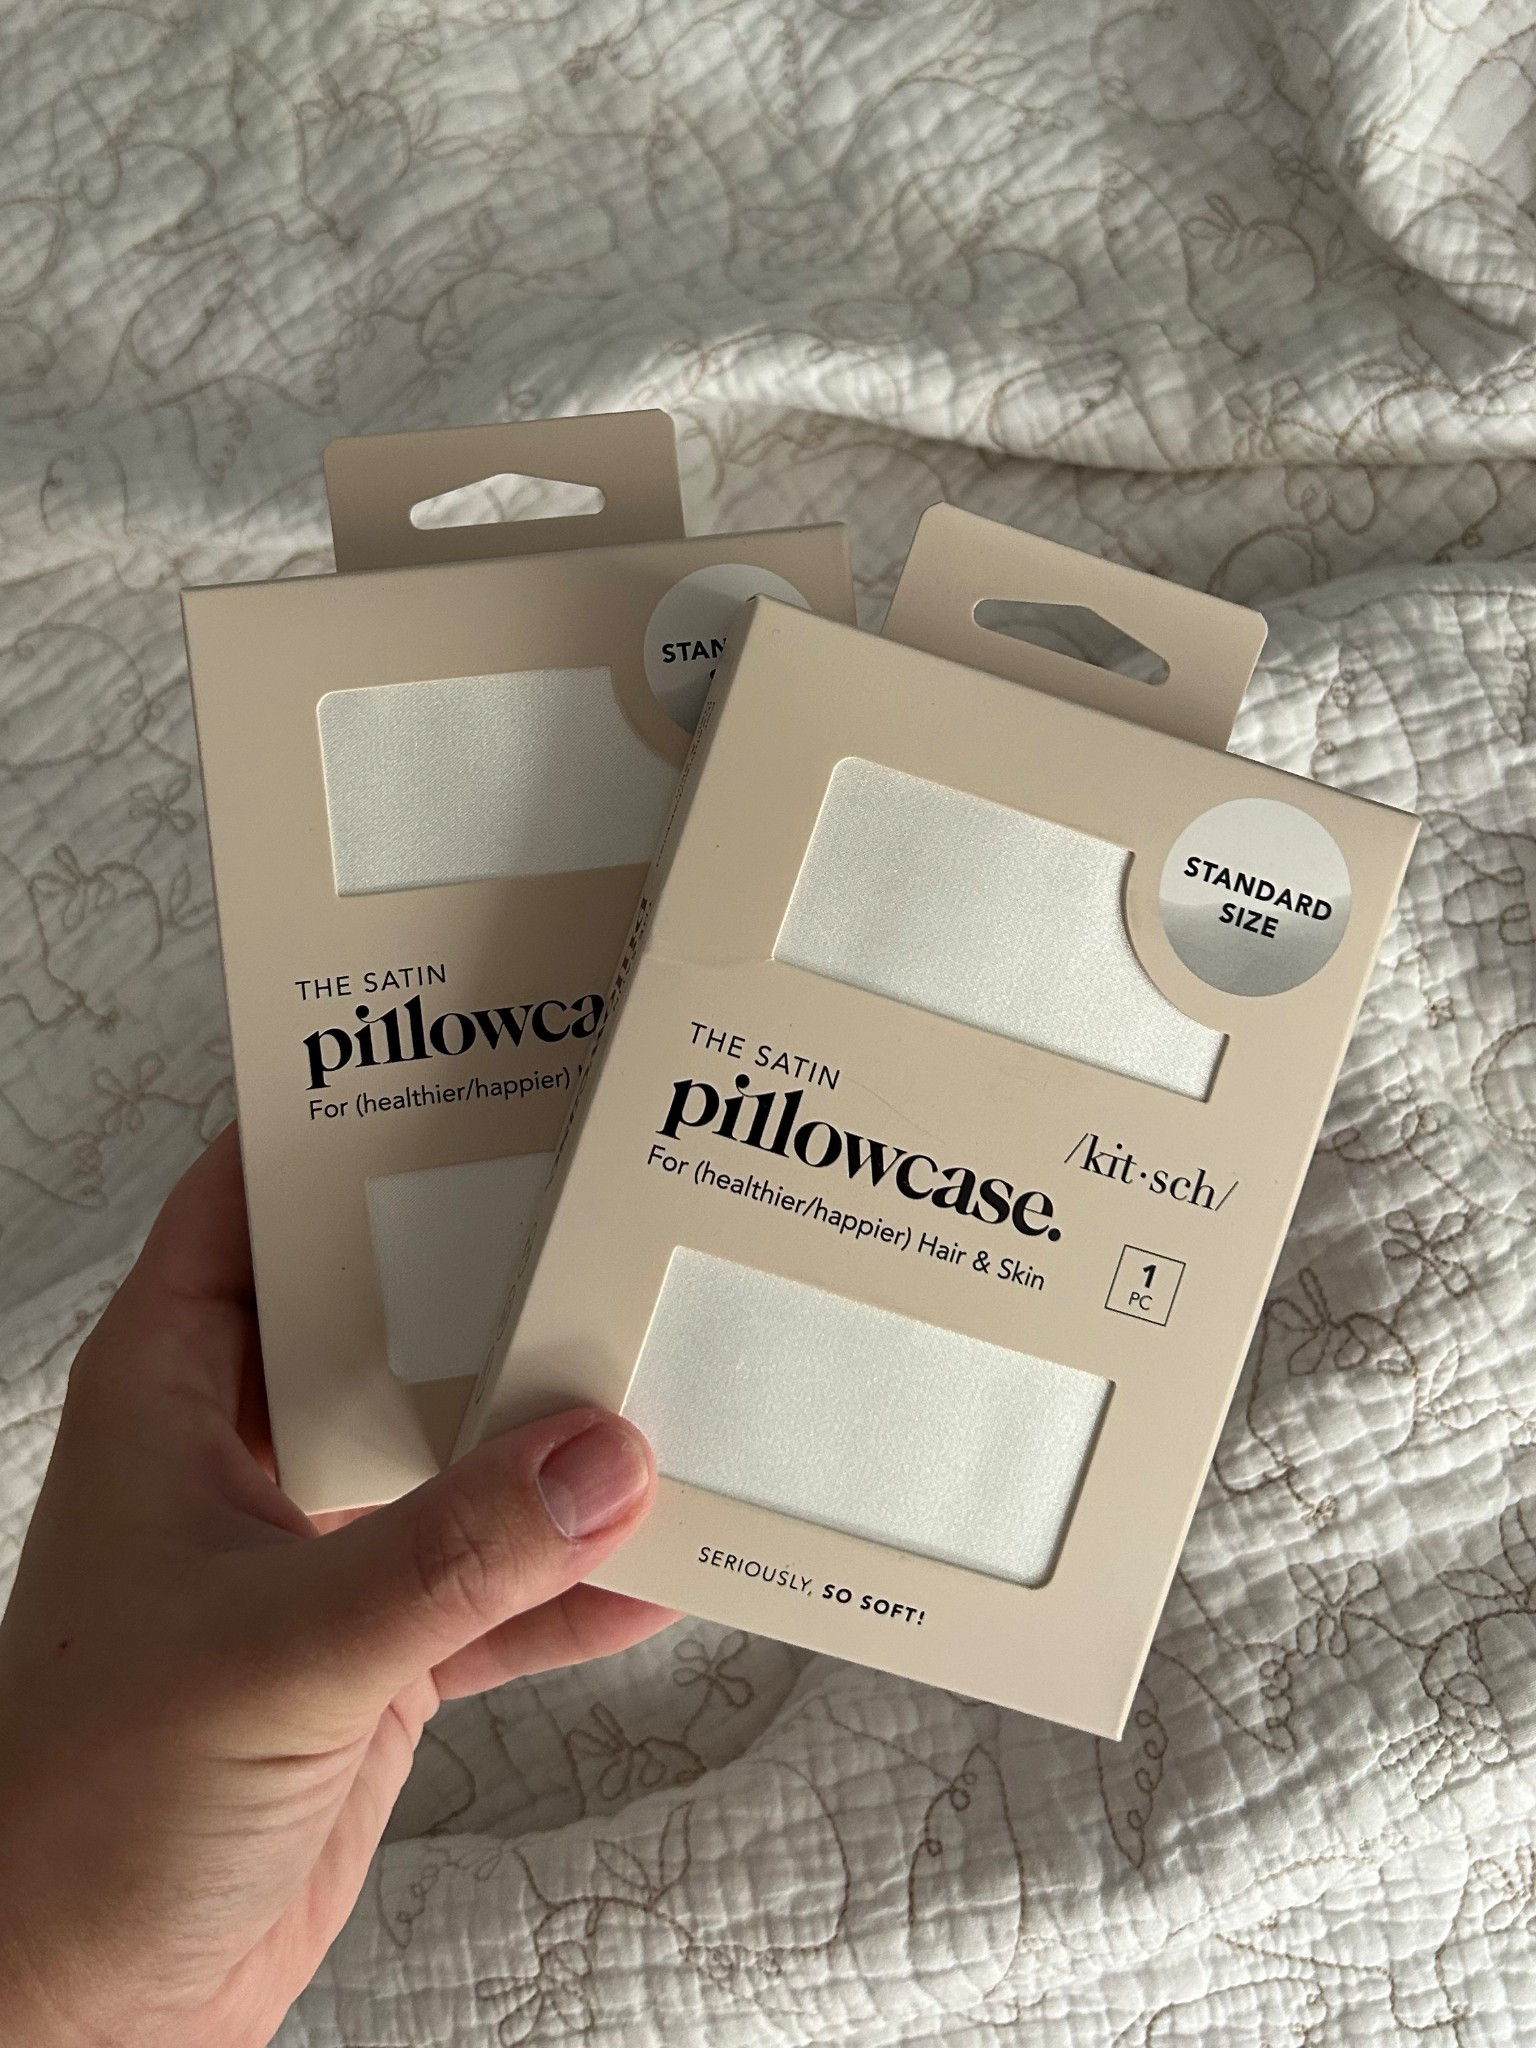 STAN
THE SATIN
pillowca
For (healthier/happier)
STANDARD
SIZE
THE SATIN
pillowcase.
For (healthier/happier) Hair & Skin
/kit·sch/
1
PC
SERIOUSLY, SO SOFT!